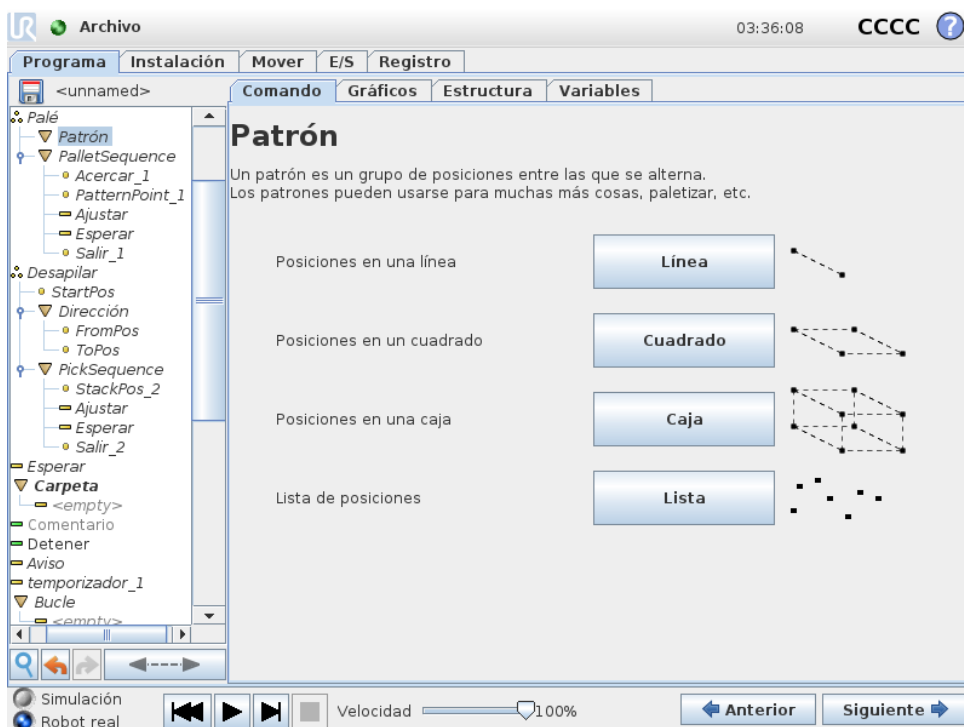 UR Archivo 03:36:08 CCCC ?
Programa Instalación Mover E/S Registro
<unnamed>
Comando Gráficos Estructura Variables
Palé
Patrón
PalletSequence
Acercar_1
PatternPoint_1
Ajustar
Esperar
Salir_1
Desapilar
StartPos
Dirección
FromPos
ToPos
PickSequence
StackPos_2
Ajustar
Esperar
Salir_2
Esperar
Carpeta
<empty>
Comentario
Detener
Aviso
temporizador_1
Bucle
<empty>
Patrón
Un patrón es un grupo de posiciones entre las que se alterna.
Los patrones pueden usarse para muchas más cosas, paletizar, etc.
Posiciones en una línea Línea
Posiciones en un cuadrado Cuadrado
Posiciones en una caja Caja
Lista de posiciones Lista
Simulación
Robot real
Velocidad 100%
Anterior Siguiente